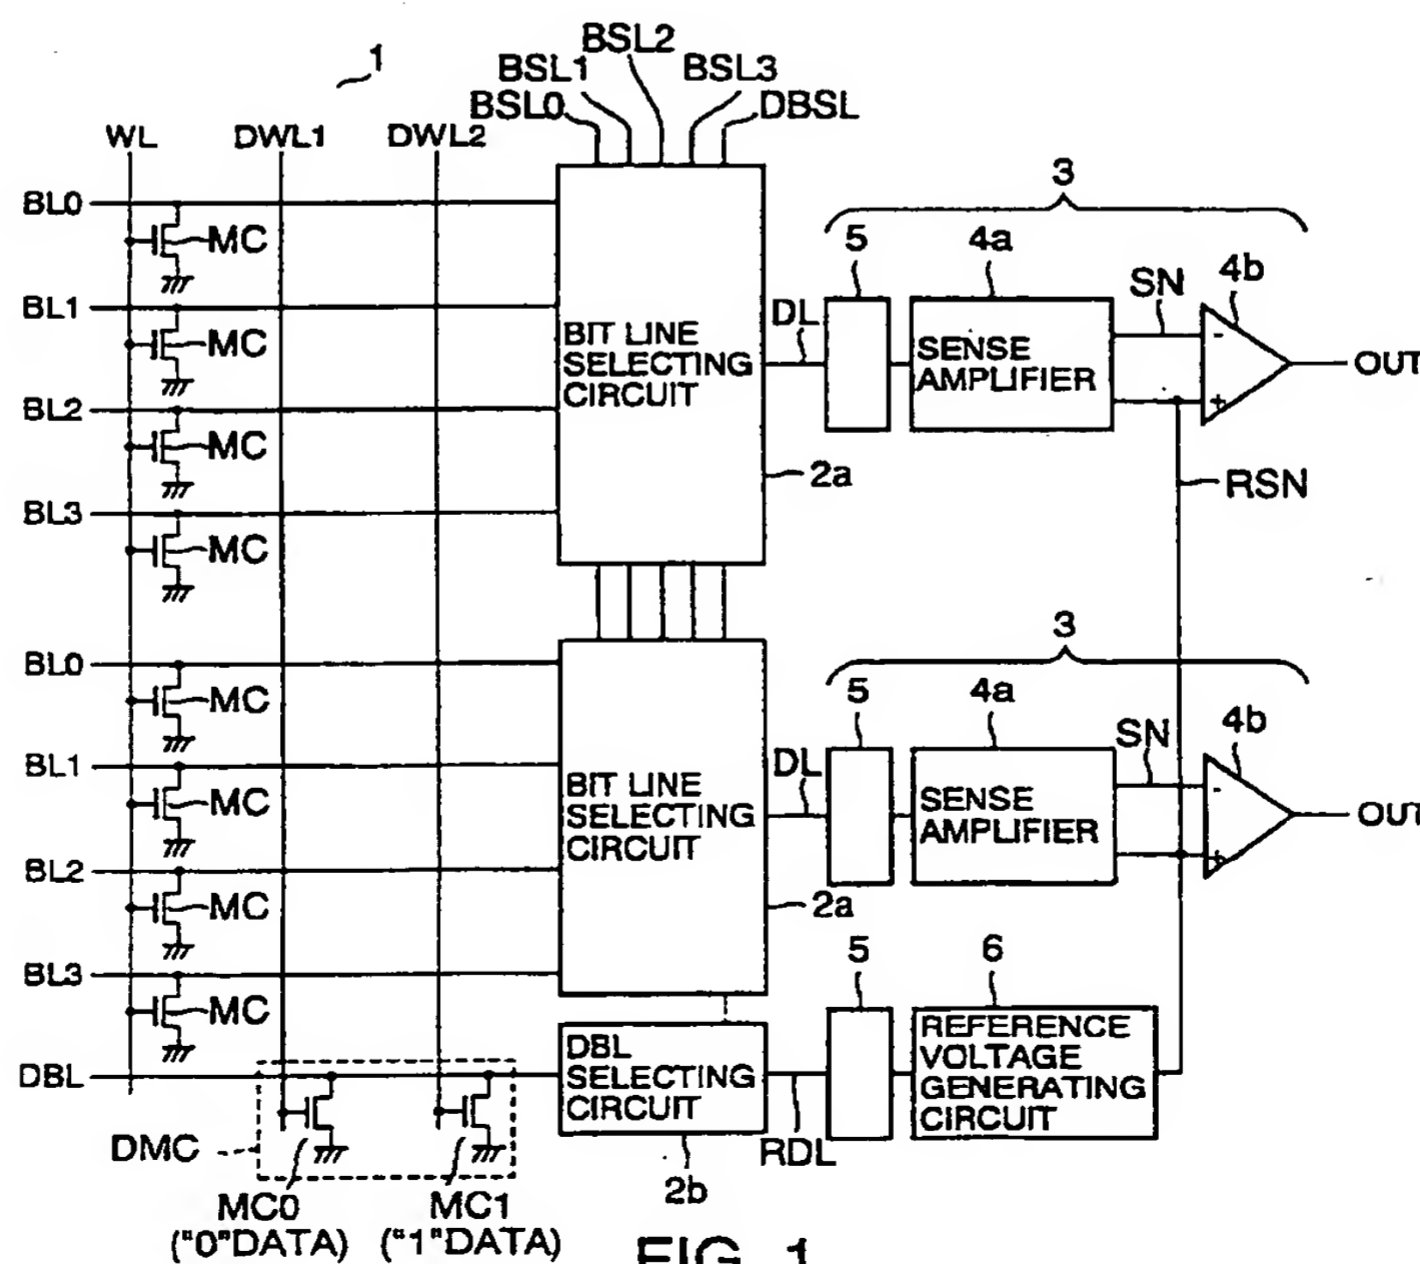 1
BSL2
BSL1
BSL3
BSL0
DBSL
WL
DWL1
DWL2
3
BL0
MC
5
4a
SN
4b
BL1
MC
BIT LINE
SELECTING
CIRCUIT
DL
SENSE
AMPLIFIER
-
+
OUT
BL2
MC
2a
RSN
BL3
MC
3
BL0
MC
5
4a
SN
4b
BL1
MC
BIT LINE
SELECTING
CIRCUIT
DL
SENSE
AMPLIFIER
-
+
OUT
BL2
MC
2a
BL3
MC
5
6
DBL
DBL
SELECTING
CIRCUIT
REFERENCE
VOLTAGE
GENERATING
CIRCUIT
DMC
RDL
2b
MC0
("0"DATA)
MC1
("1"DATA)
FIG. 1